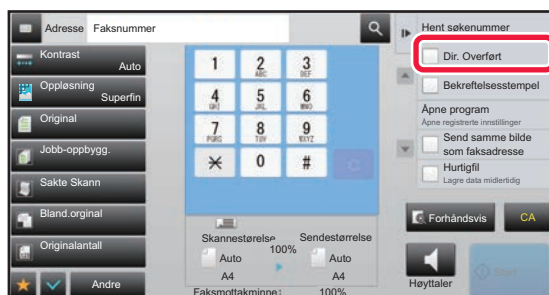 Adresse Faksnummer
Kontrast
Auto
Oppløsning
Superfin
Original
Jobb-oppbygg.
Sakte Skann
Bland.orginal
Originalantall
Andre
1
2
ABC
3
DEF
4
GHI
5
JKL
6
MNO
7
PQRS
8
TUV
9
WXYZ
0
#
C
Skannestørelse
100%
Sendestørrelse
Auto
A4
Auto
A4
Faksmottakminne: 100%
Hent søkenummer
Dir. Overført
Bekreftelsesstempel
Åpne program
Åpne registrerte innstillinger
Send samme bilde
som faksadresse
Hurtigfil
Lagre data midlertidig
Forhåndsvis
CA
Høyttaler
Start